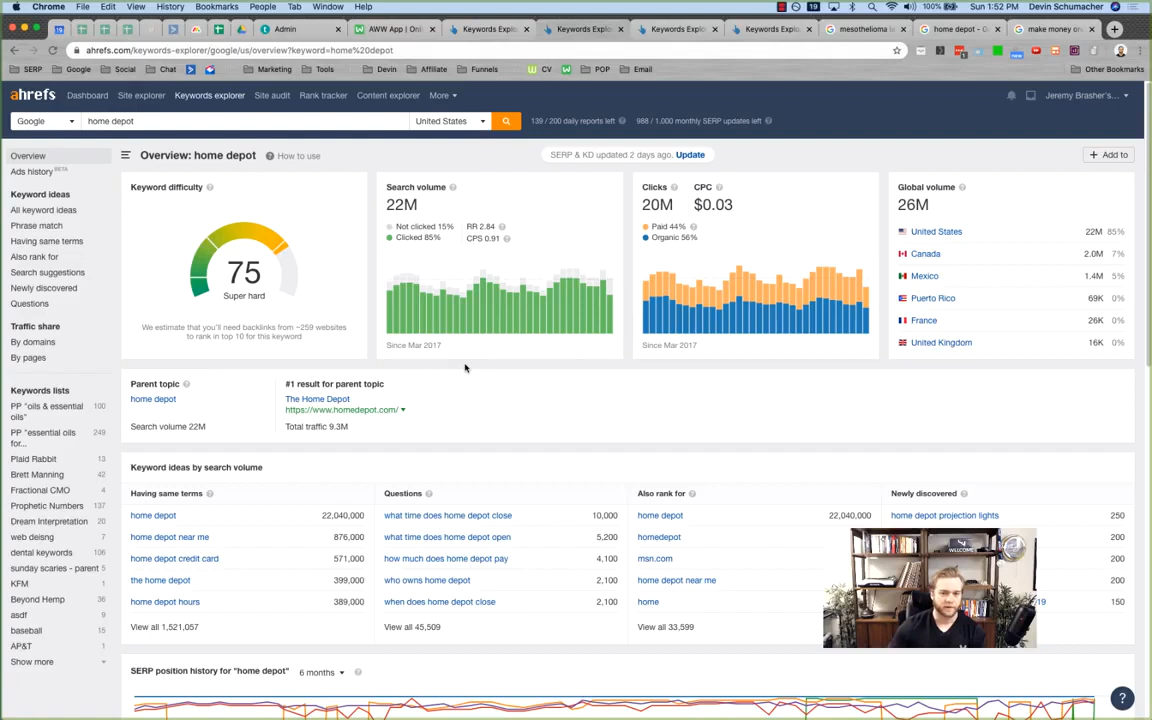 Chrome File Edit View History Bookmarks People Tab Window Help
19 100% Sun 1:52 PM Devin Schumacher
Admin AWW App | Onl Keywords Explo Keywords Explo Keywords Explo Keywords Explo mesothelioma l home depot - G make money on
ahrefs.com/keywords-explorer/google/us/overview?keyword=home%20depot
SERP Google Social Chat Marketing Tools Devin Affiliate Funnels CV POP Email Other Bookmarks
ahrefs Dashboard Site explorer Keywords explorer Site audit Rank tracker Content explorer More Jeremy Brasher's...
Google home depot United States 139 / 200 daily reports left 988 / 1,000 monthly SERP updates left
Overview
Ads history BETA
Keyword ideas
All keyword ideas
Phrase match
Having same terms
Also rank for
Search suggestions
Newly discovered
Questions
Traffic share
By domains
By pages
Keywords lists
PP "oils & essential 100
oils"
PP "essential oils 249
for...
Plaid Rabbit 13
Brett Manning 42
Fractional CMO 4
Prophetic Numbers 137
Dream Interpretation 20
web deisng 7
dental keywords 106
sunday scaries - parent 5
KFM 3
Beyond Hemp 36
asdf 9
baseball 15
AP&T 1
Show more
Overview: home depot How to use SERP & KD updated 2 days ago. Update + Add to
Keyword difficulty
75
Super hard
We estimate that you'll need backlinks from ~259 websites
to rank in top 10 for this keyword
Search volume
22M
Not clicked 15% RR 2.84
Clicked 85% CPS 0.91
Since Mar 2017
Clicks CPC
20M $0.03
Paid 44%
Organic 56%
Since Mar 2017
Global volume
26M
United States 22M 85%
Canada 2.0M 7%
Mexico 1.4M 5%
Puerto Rico 69K 0%
France 26K 0%
United Kingdom 16K 0%
Parent topic
home depot
Search volume 22M
#1 result for parent topic
The Home Depot
https://www.homedepot.com/
Total traffic 9.3M
Keyword ideas by search volume
Having same terms
home depot 22,040,000
home depot near me 876,000
home depot credit card 571,000
the home depot 399,000
home depot hours 389,000
View all 1,521,057
Questions
what time does home depot close 10,000
what time does home depot open 5,200
how much does home depot pay 4,100
who owns home depot 2,100
when does home depot close 2,100
View all 45,509
Also rank for
home depot 22,040,000
homedepot
msn.com
home depot near me
home
View all 33,599
Newly discovered
home depot projection lights 250
200
200
200
19 150
WELCOME
SERP position history for "home depot" 6 months